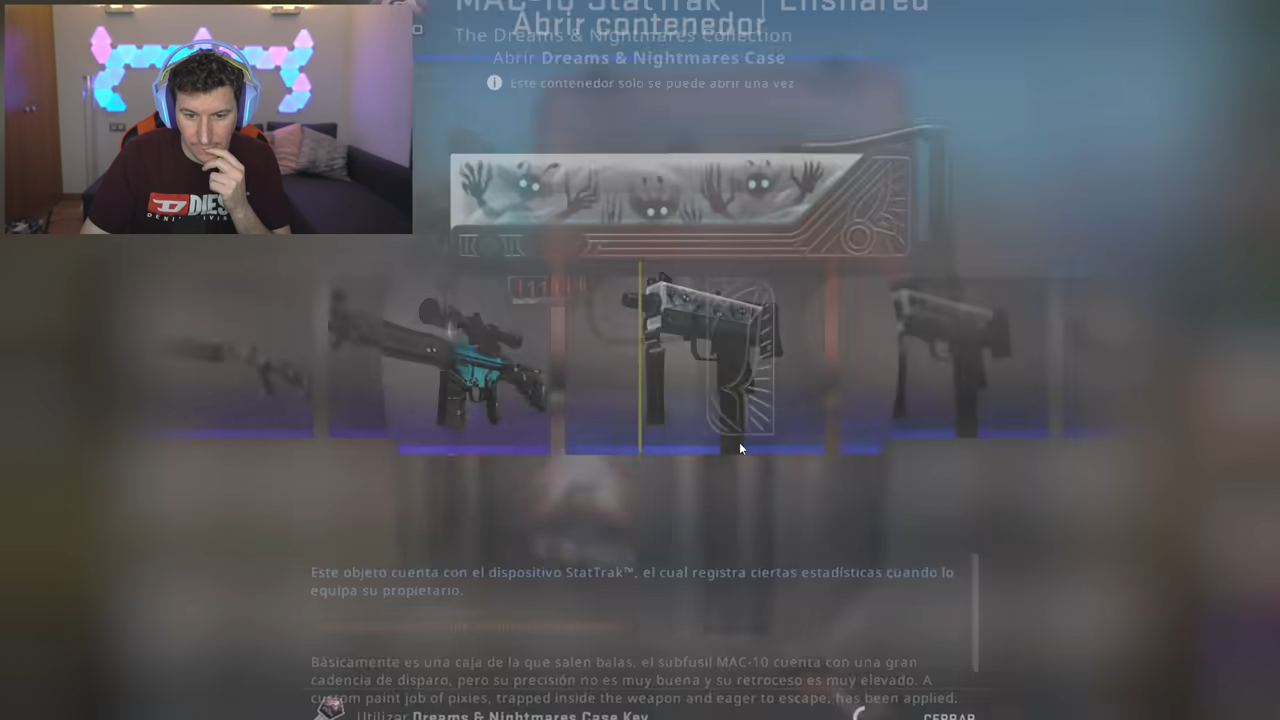 MAC-10 StatTrak™ | Ensnared
Abrir contenedor
The Dreams & Nightmares Collection
Abrir Dreams & Nightmares Case
Este contenedor solo se puede abrir una vez
DIESEL
Este objeto cuenta con el dispositivo StatTrak™, el cual registra ciertas estadísticas cuando lo
equipa su propietario.
Básicamente es una caja de la que salen balas, el subfusil MAC-10 cuenta con una gran
cadencia de disparo, pero su precisión no es muy buena y su retroceso es muy elevado. A
custom paint job of pixies, trapped inside the weapon and eager to escape, has been applied.
Utilizar Dreams & Nightmares Case Key
CERRAR